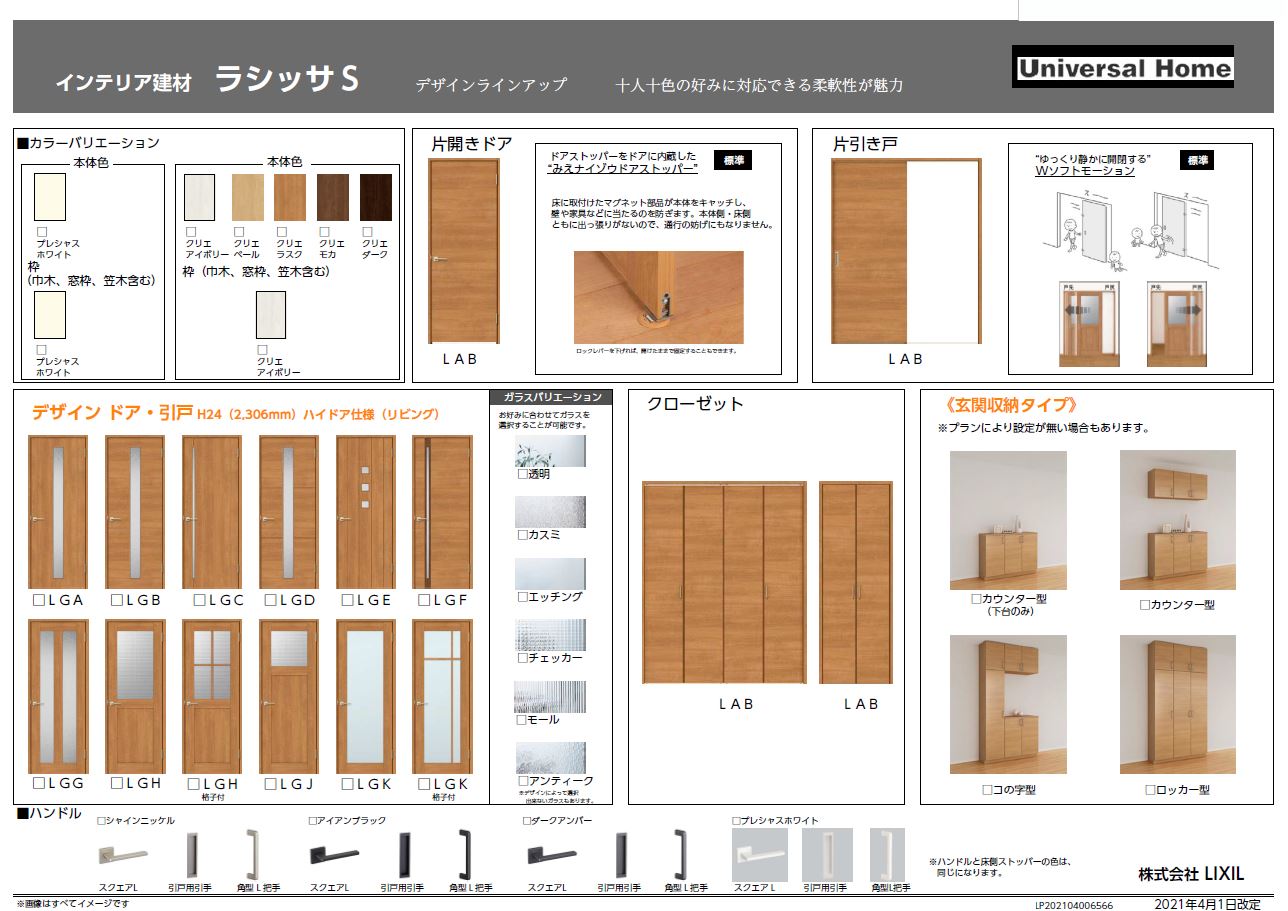 インテリア建材 ラシッサS デザインラインアップ 十人十色の好みに対応できる柔軟性が魅力
Universal Home
■カラーバリエーション
本体色
□
プレシャス
ホワイト
枠
(巾木、窓枠、笠木含む)
□
プレシャス
ホワイト
本体色
□ □ □ □ □
クリエ クリエ クリエ クリエ クリエ
アイボリー ペール ラスク モカ ダーク
枠（巾木、窓枠、笠木含む）
□
クリエ
アイボリー
片開きドア
LAB
ドアストッパーをドアに内蔵した
“みえナイゾウドアストッパー”
標準
床に取付けたマグネット部品が本体をキャッチし、
壁や家具などに当たるのを防ぎます。本体側・床側
ともに出っ張りがないので、通行の妨げにもなりません。
ロックレバーを下げれば、開けたままで固定することもできます。
片引き戸
LAB
“ゆっくり静かに開閉する”
Wソフトモーション
標準
戸先 戸尻 戸先 戸尻
デザイン ドア・引戸 H24（2,306mm）ハイドア仕様（リビング）
□LGA □LGB □LGC □LGD □LGE □LGF
□LGG □LGH □LGH □LGJ □LGK □LGK
格子付 格子付
ガラスバリエーション
お好みに合わせてガラスを
選択することが可能です。
□透明
□カスミ
□エッチング
□チェッカー
□モール
□アンティーク
※デザインによって選択
出来ないガラスもあります。
クローゼット
LAB LAB
《玄関収納タイプ》
※プランにより設定が無い場合もあります。
□カウンター型
（下台のみ）
□カウンター型
□コの字型
□ロッカー型
■ハンドル
□シャインニッケル □アイアンブラック □ダークアンバー □プレシャスホワイト
スクエアL 引戸用引手 角型L把手 スクエアL 引戸用引手 角型L把手 スクエアL 引戸用引手 角型L把手 スクエアL 引戸用引手 角型L把手
※ハンドルと床側ストッパーの色は、
同じになります。
株式会社 LIXIL
※画像はすべてイメージです
LP202104006566 2021年4月1日改定